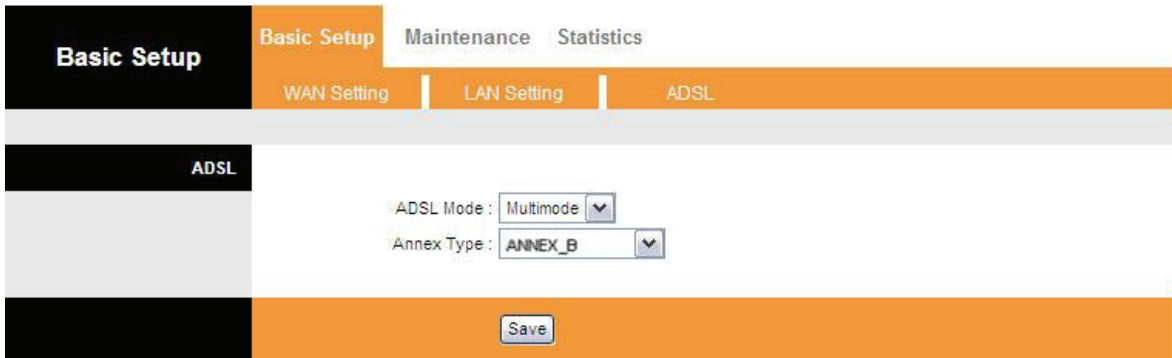 Basic Setup
Basic Setup Maintenance Statistics
WAN Setting LAN Setting ADSL
ADSL
ADSL Mode : Multimode
Annex Type : ANNEX_B
Save